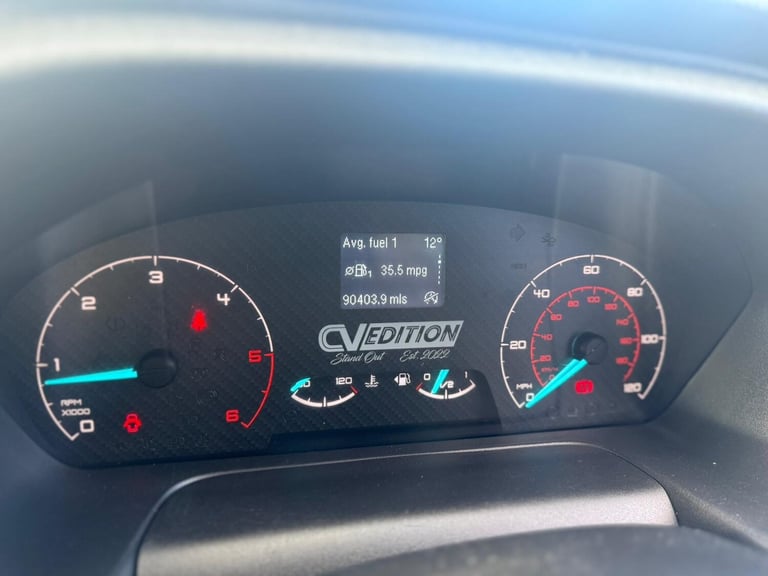 Avg. fuel 1 12°
1 35.5 mpg
90403.9 mls
CVEDITION
Stand Out Est. 2022
0 1 2 3 4 5 6
RPM
X1000
120
0 1/2 1
0 20 40 60 80 100 120
MPH